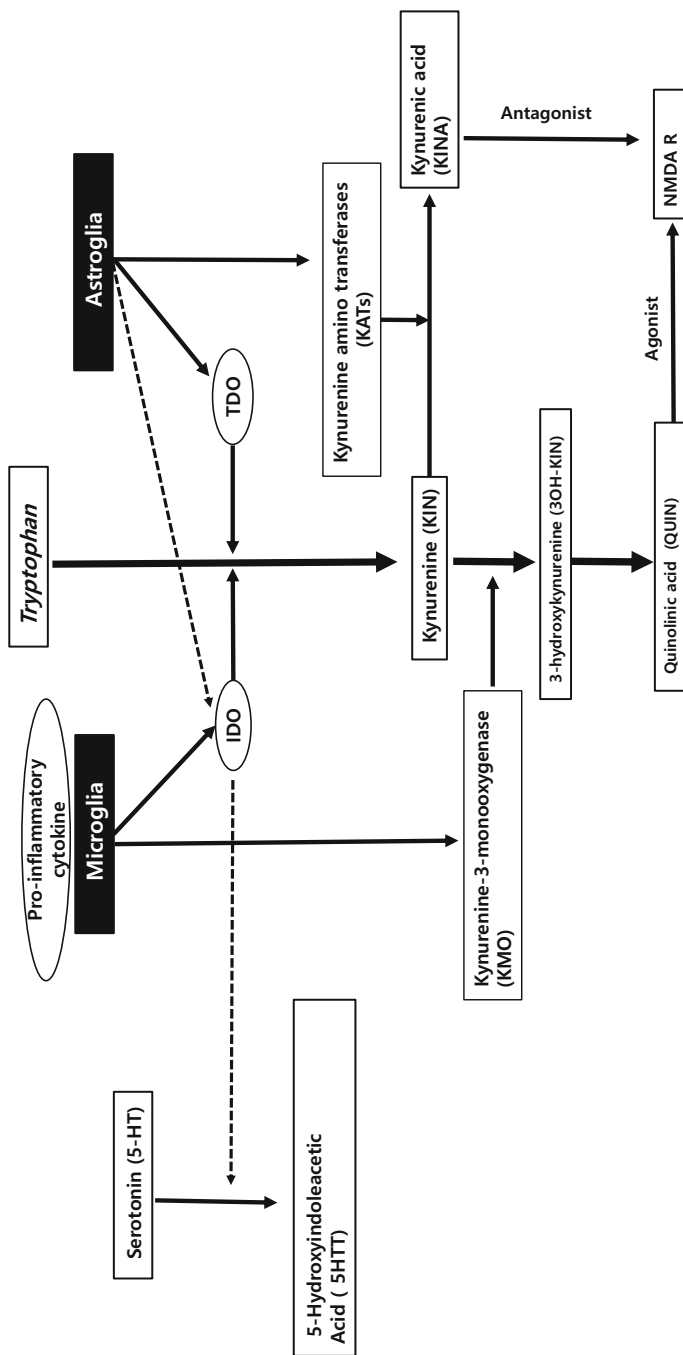 Pro-inflammatory
cytokine
Microglia
Tryptophan
Astroglia
Serotonin (5-HT)
IDO
TDO
5-Hydroxyindoleacetic
Acid ( 5HTT)
Kynurenine amino transferases
(KATs)
Kynurenine-3-monooxygenase
(KMO)
Kynurenine (KIN)
Kynurenic acid
(KINA)
3-hydroxykynurenine (3OH-KIN)
Antagonist
Quinolinic acid (QUIN)
Agonist
NMDA R